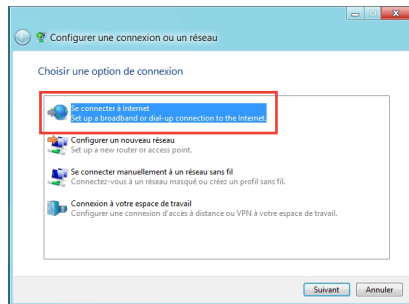 Configurer une connexion ou un réseau
Choisir une option de connexion
Se connecter à Internet
Set up a broadband or dial-up connection to the Internet.
Configurer un nouveau réseau
Set up a new router or access point.
Se connecter manuellement à un réseau sans fil
Connectez-vous à un réseau masqué ou créez un profil sans fil.
Connexion à votre espace de travail
Configurer une connexion d'accès à distance ou VPN à votre espace de travail.
Suivant Annuler